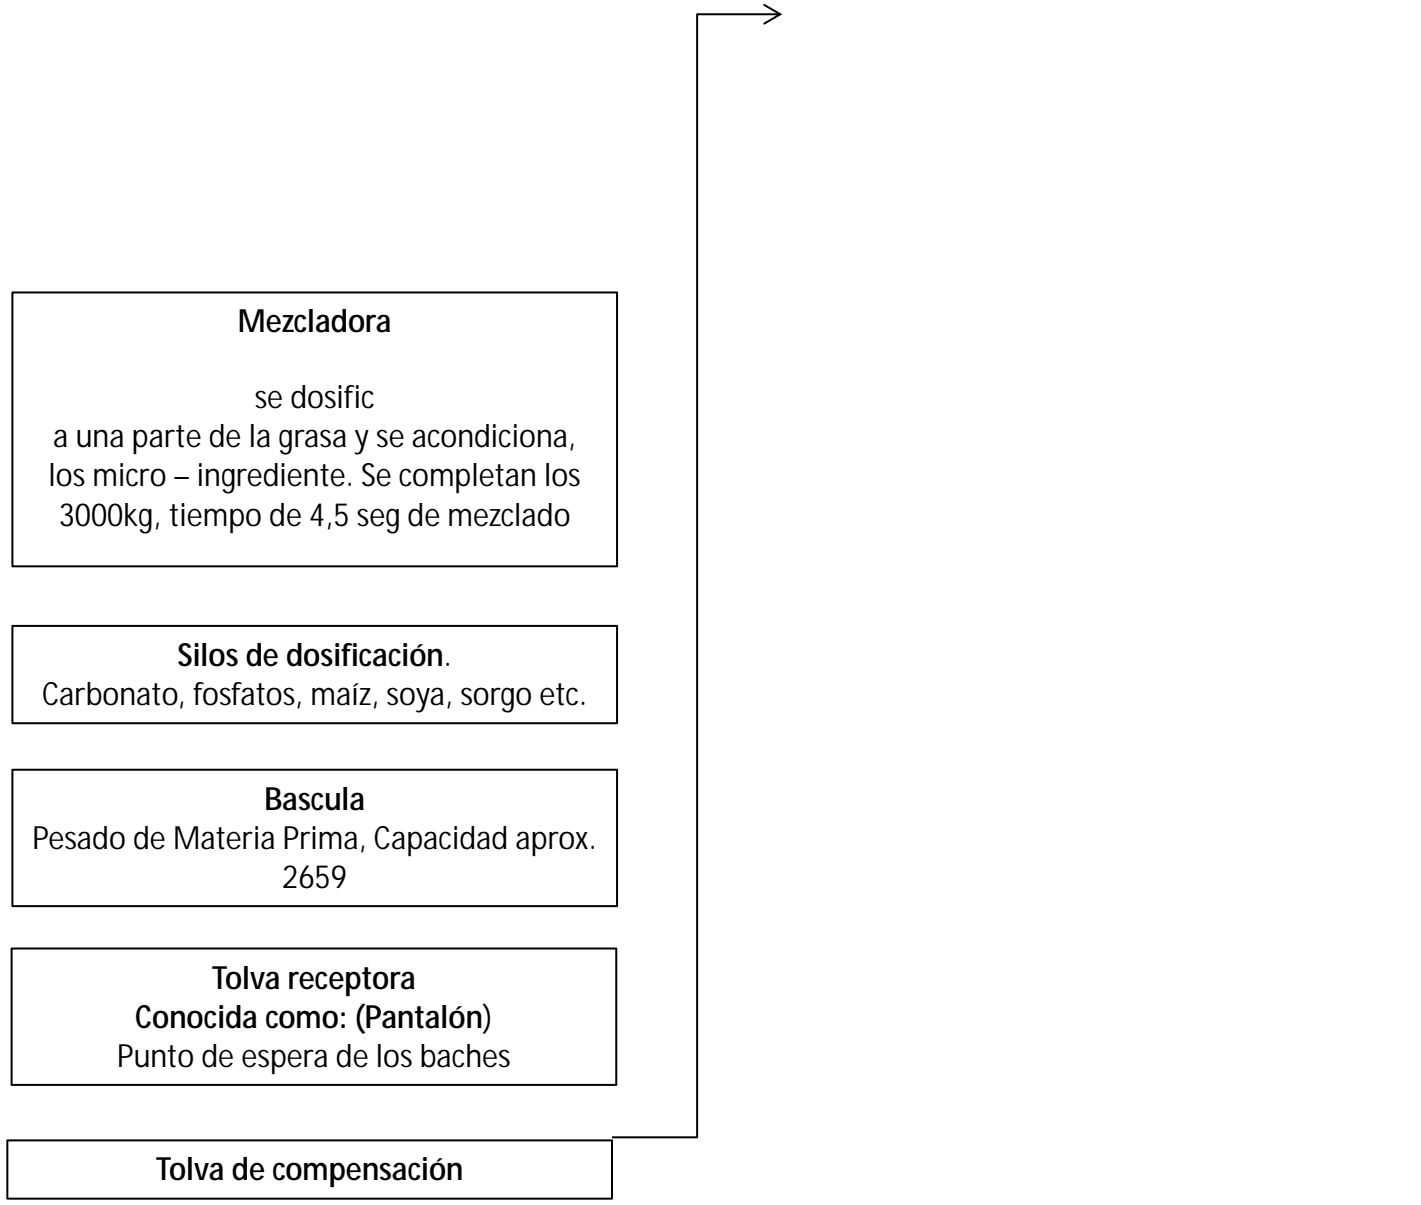 Mezcladora
se dosific
a una parte de la grasa y se acondiciona,
los micro – ingrediente. Se completan los
3000kg, tiempo de 4,5 seg de mezclado
Silos de dosificación.
Carbonato, fosfatos, maíz, soya, sorgo etc.
Bascula
Pesado de Materia Prima, Capacidad aprox.
2659
Tolva receptora
Conocida como: (Pantalón)
Punto de espera de los baches
Tolva de compensación